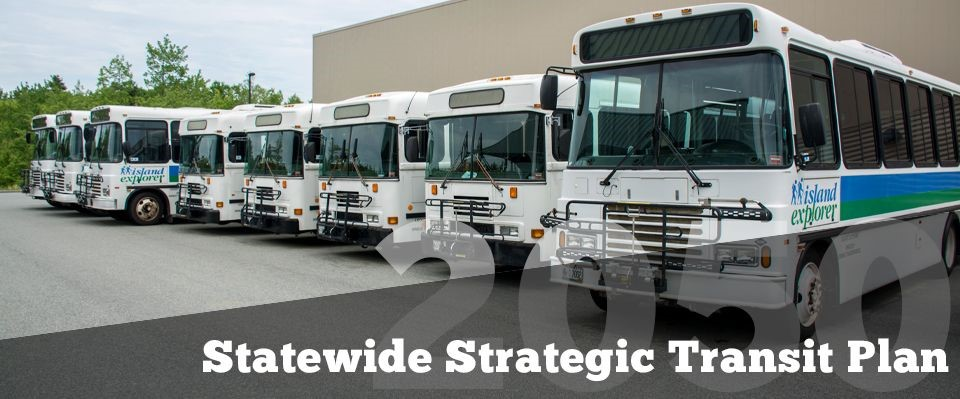 island
explorer
island
explorer
2030
Statewide Strategic Transit Plan